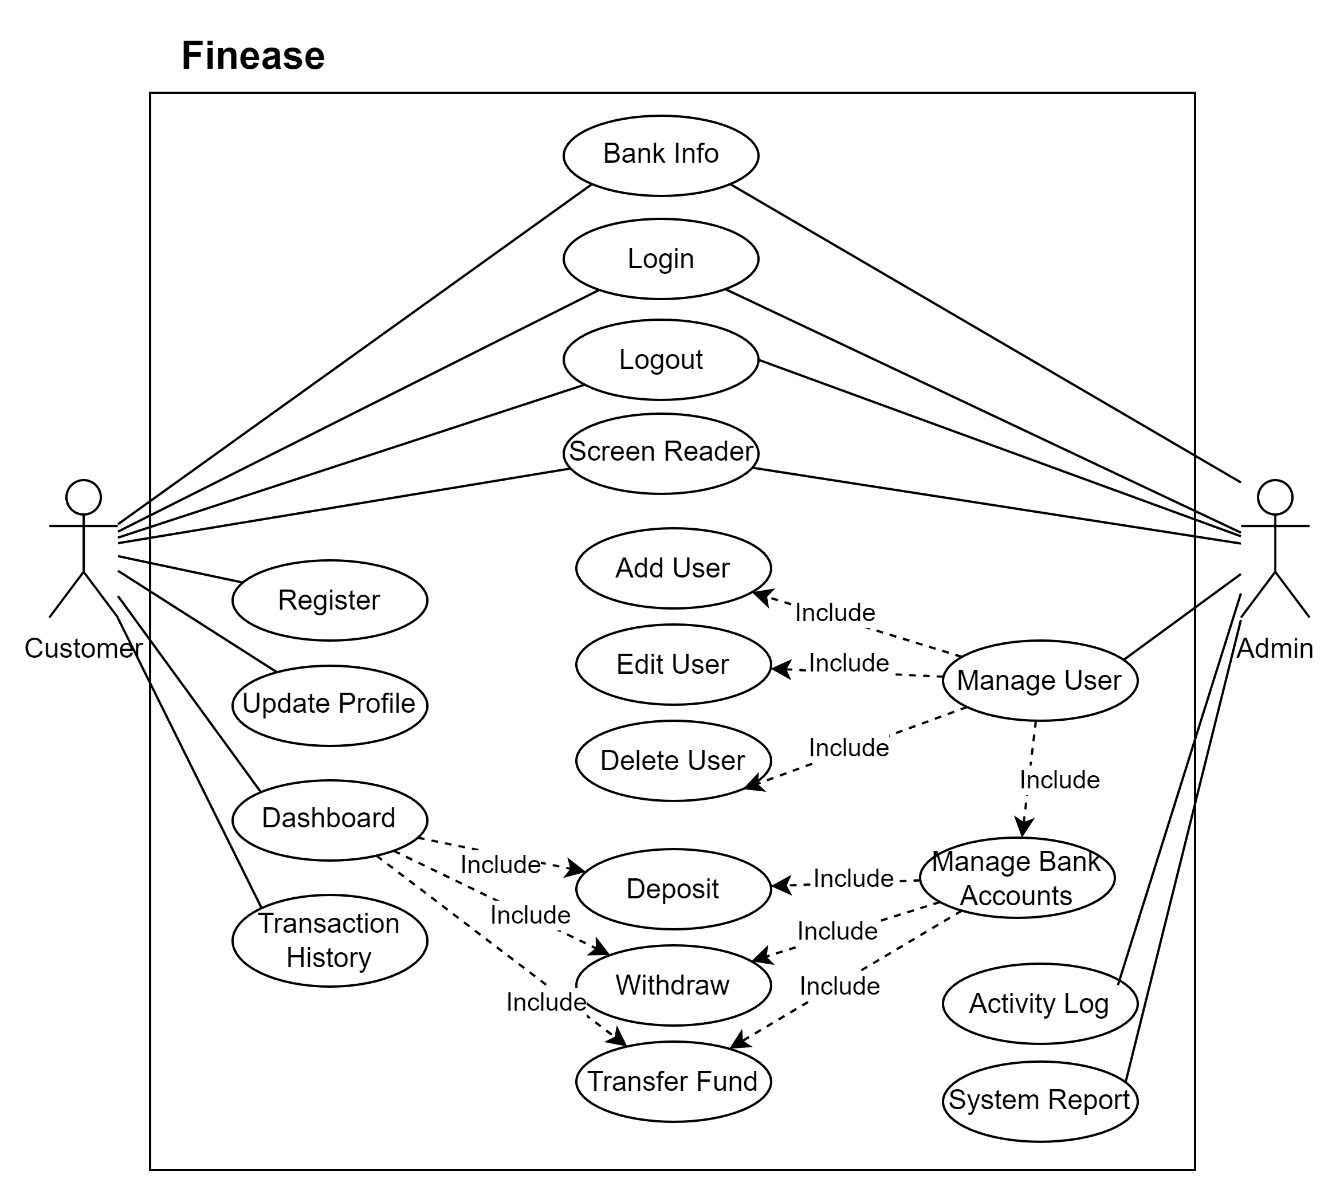 Finease
Bank Info
Login
Logout
Screen Reader
Add User
Register
Include
Customer
Admin
Edit User
Include
Manage User
Update Profile
Include
Delete User
Include
Dashboard
Include
Deposit
Include
Manage Bank
Accounts
Include
Transaction
History
Include
Withdraw
Include
Include
Activity Log
Transfer Fund
System Report